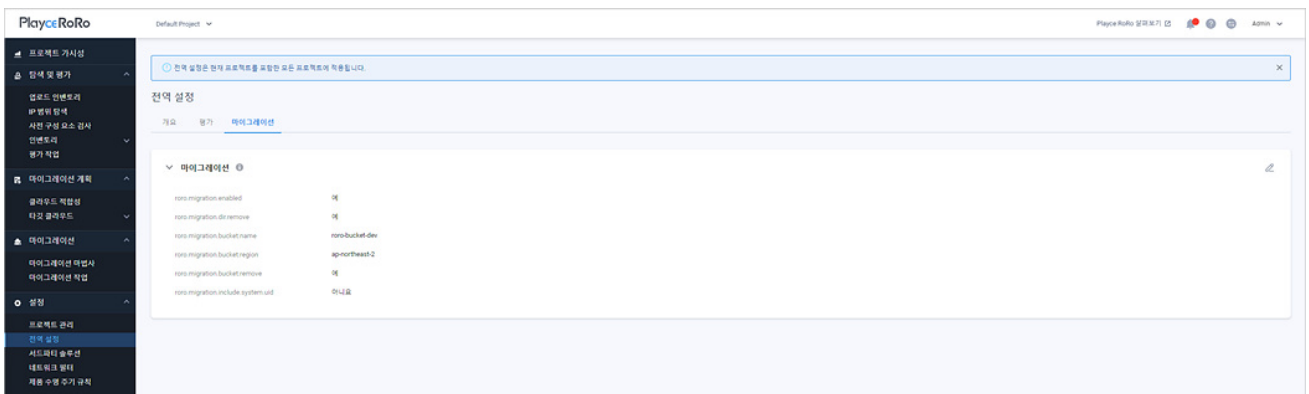 PlayceRoRo
Default Project
Playce RoRo 살펴보기
Admin
프로젝트 가시성
탐색 및 평가
업로드 인벤토리
IP 범위 탐색
사전 구성 요소 검사
인벤토리
평가 작업
마이그레이션 계획
클라우드 적합성
타깃 클라우드
마이그레이션
마이그레이션 마법사
마이그레이션 작업
설정
프로젝트 관리
전역 설정
서드파티 솔루션
네트워크 필터
제품 수명 주기 규칙
전역 설정은 현재 프로젝트를 포함한 모든 프로젝트에 적용됩니다.
전역 설정
개요 평가 마이그레이션
마이그레이션
roro.migration.enabled 예
roro.migration.dir.remove 예
roro.migration.bucket.name roro-bucket-dev
roro.migration.bucket.region ap-northeast-2
roro.migration.bucket.remove 예
roro.migration.include.system.uid 아니요